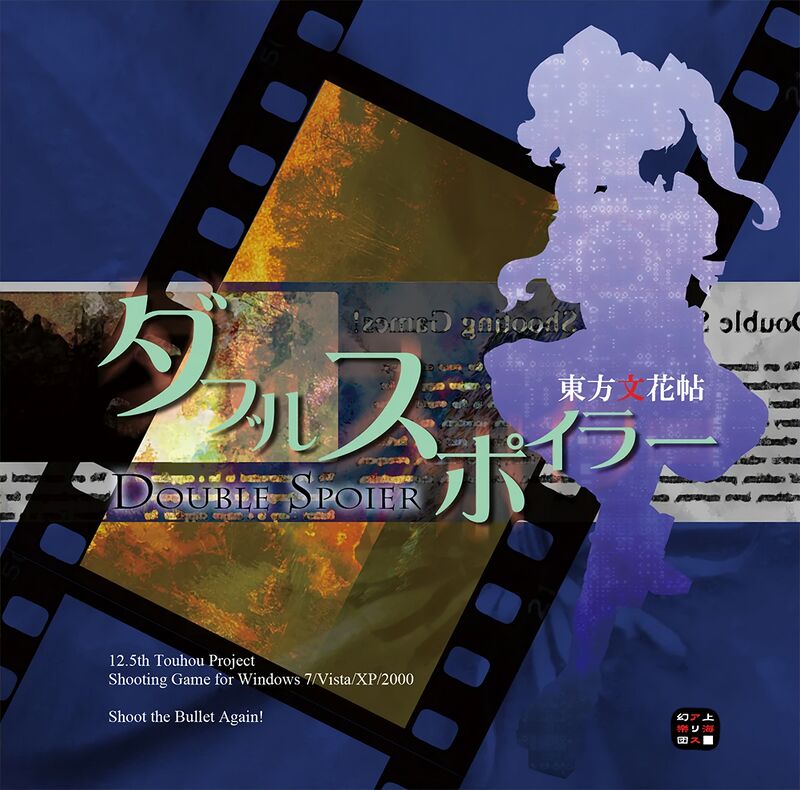 Shooting Games!
Double S
東方文花帖
ダブルスポイラー
DOUBLE SPOIER
12.5th Touhou Project
Shooting Game for Windows 7/Vista/XP/2000
Shoot the Bullet Again!
上海
アリス
幻樂団